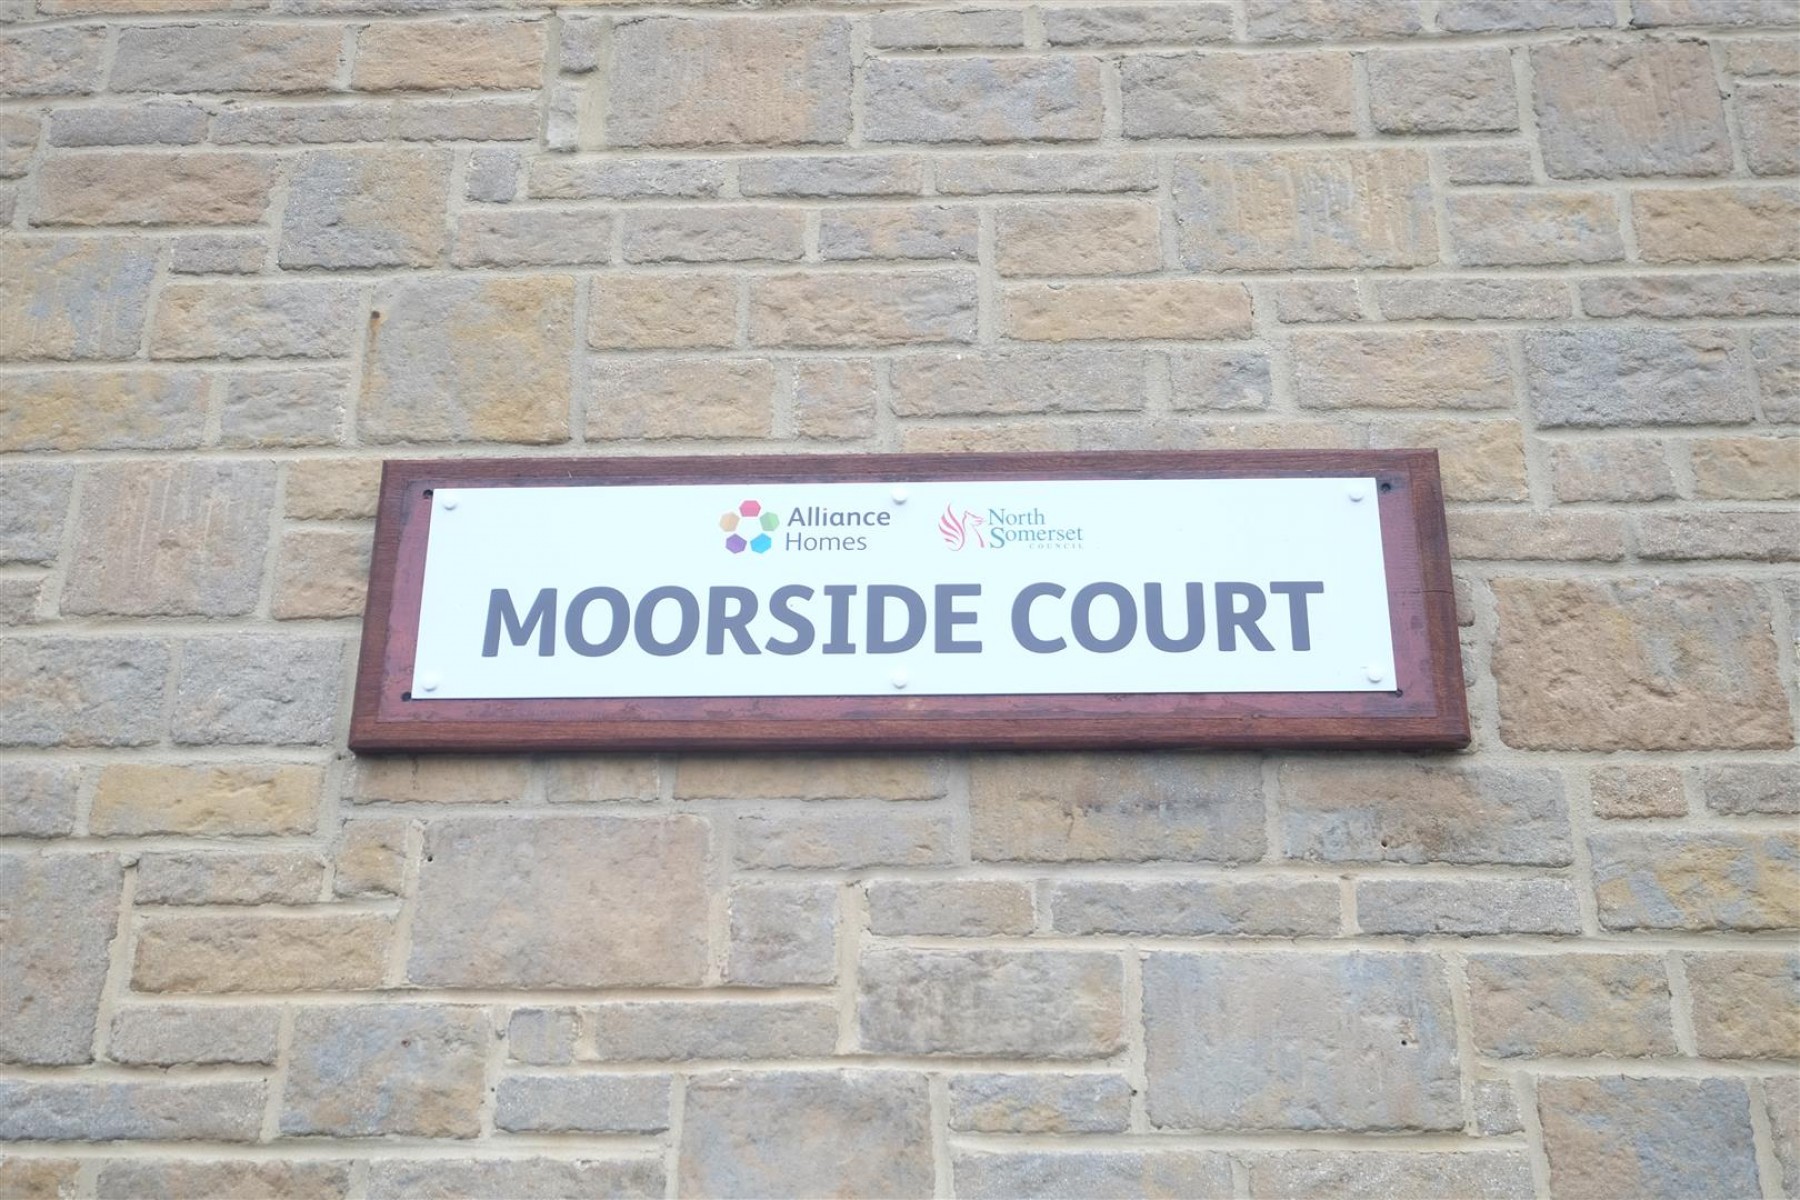 Alliance Homes
North Somerset COUNCIL
MOORSIDE COURT